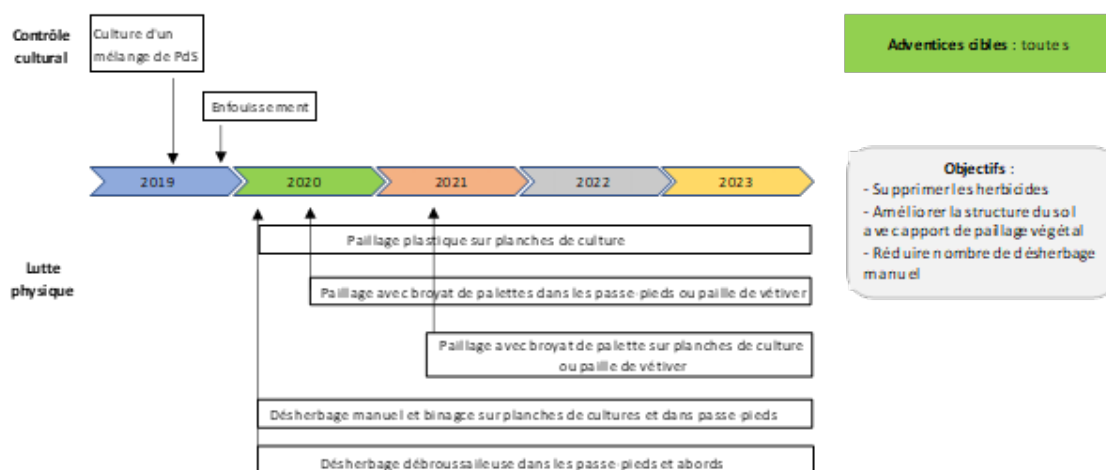 Contrôle
cultural
Culture d'un
mélange de PdS
Enfouissement
Adventices cibles : toutes
2019
2020
2021
2022
2023
Objectifs :
- Supprimer les herbicides
- Améliorer la structure du sol
avec apport de paillage végétal
- Réduire nombre de désherbage
manuel
Lutte
physique
Paillage plastique sur planches de culture
Paillage avec broyat de palettes dans les passe-pieds ou paille de vétiver
Paillage avec broyat de palette sur planches de culture
ou paille de vétiver
Désherbage manuel et binagce sur planches de cultures et dans passe-pieds
Désherbage débroussaileuse dans les passe-pieds et abords